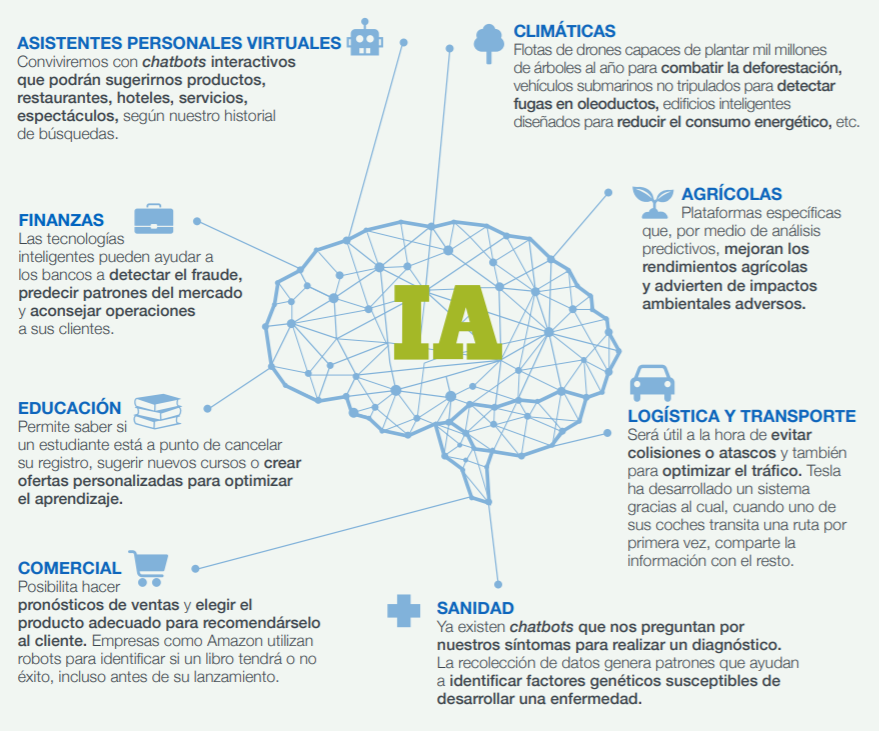 ASISTENTES PERSONALES VIRTUALES
Conviviremos con chatbots interactivos
que podrán sugerirnos productos,
restaurantes, hoteles, servicios,
espectáculos, según nuestro historial
de búsquedas.
CLIMÁTICAS
Flotas de drones capaces de plantar mil millones
de árboles al año para combatir la deforestación,
vehículos submarinos no tripulados para detectar
fugas en oleoductos, edificios inteligentes
diseñados para reducir el consumo energético, etc.
FINANZAS
Las tecnologías
inteligentes pueden ayudar a
los bancos a detectar el fraude,
predecir patrones del mercado
y aconsejar operaciones
a sus clientes.
AGRÍCOLAS
Plataformas específicas
que, por medio de análisis
predictivos, mejoran los
rendimientos agrícolas
y advierten de impactos
ambientales adversos.
IA
EDUCACIÓN
Permite saber si
un estudiante está a punto de cancelar
su registro, sugerir nuevos cursos o crear
ofertas personalizadas para optimizar
el aprendizaje.
LOGÍSTICA Y TRANSPORTE
Será útil a la hora de evitar
colisiones o atascos y también
para optimizar el tráfico. Tesla
ha desarrollado un sistema
gracias al cual, cuando uno de
sus coches transita una ruta por
primera vez, comparte la
información con el resto.
COMERCIAL
Posibilita hacer
pronósticos de ventas y elegir el
producto adecuado para recomendárselo
al cliente. Empresas como Amazon utilizan
robots para identificar si un libro tendrá o no
éxito, incluso antes de su lanzamiento.
SANIDAD
Ya existen chatbots que nos preguntan por
nuestros síntomas para realizar un diagnóstico.
La recolección de datos genera patrones que ayudan
a identificar factores genéticos susceptibles de
desarrollar una enfermedad.